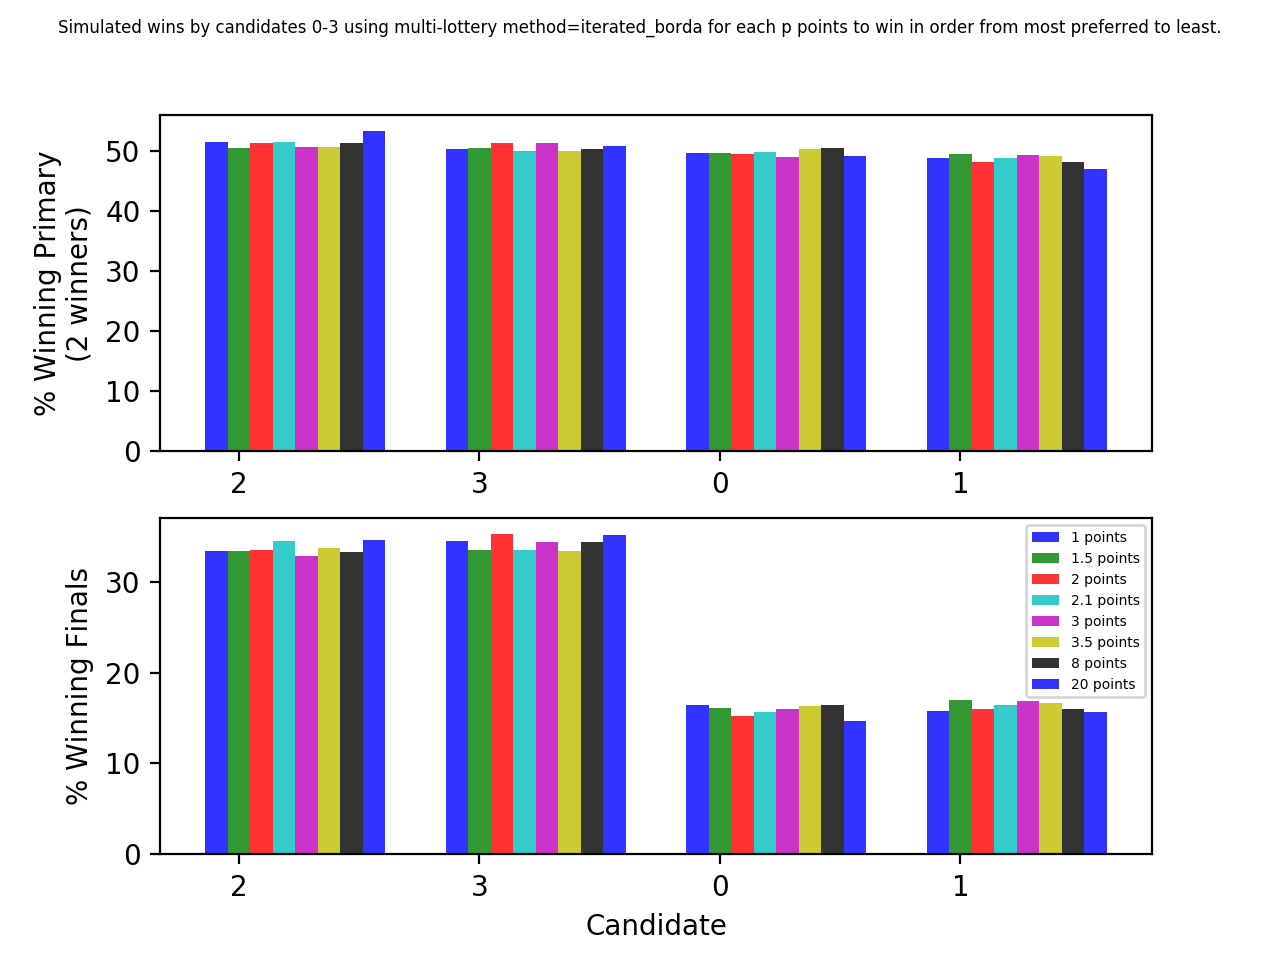 Simulated wins by candidates 0-3 using multi-lottery method=iterated_borda for each p points to win in order from most preferred to least.
% Winning Primary
(2 winners)
50
40
30
20
10
0
2 3 0 1
% Winning Finals
30
20
10
0
1 points
1.5 points
2 points
2.1 points
3 points
3.5 points
8 points
20 points
2 3 0 1
Candidate